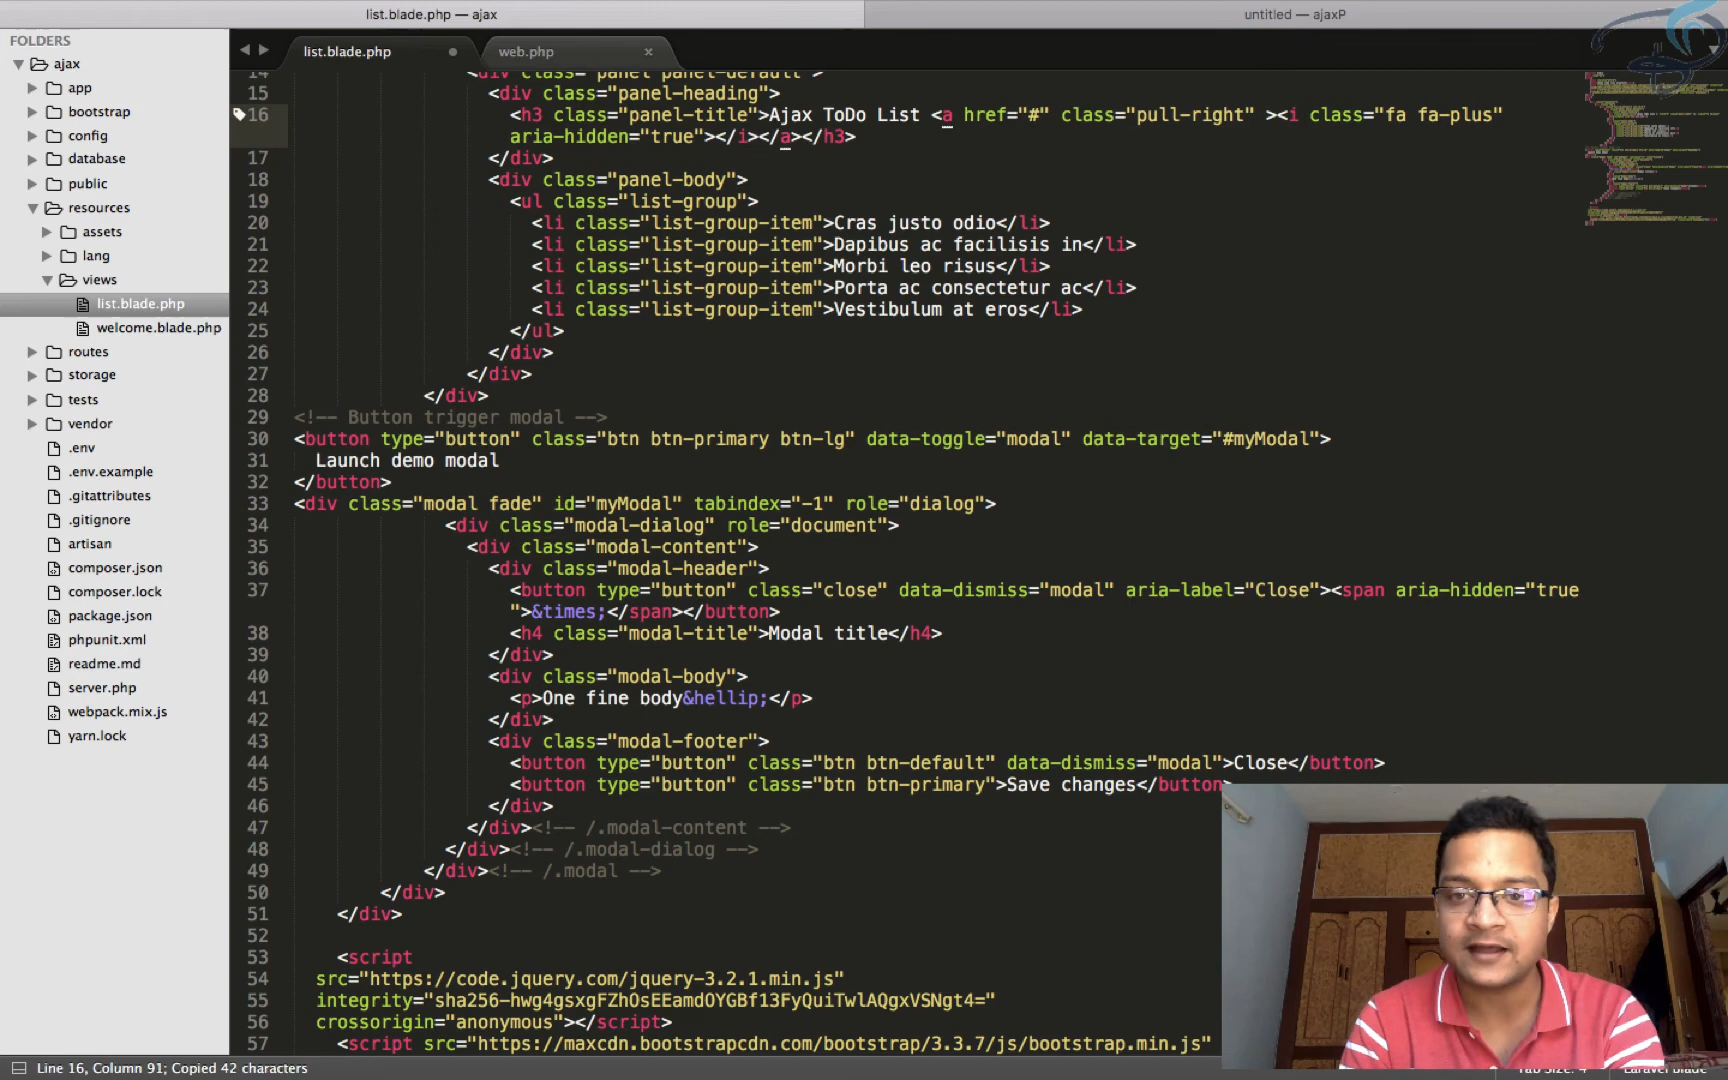 list.blade.php — ajax
untitled — ajaxP
FOLDERS
ajax
app
bootstrap
config
database
public
resources
assets
lang
views
list.blade.php
welcome.blade.php
routes
storage
tests
vendor
.env
.env.example
.gitattributes
.gitignore
artisan
composer.json
composer.lock
package.json
phpunit.xml
readme.md
server.php
webpack.mix.js
yarn.lock
list.blade.php
web.php
14 <div class="panel panel-default">
15 <div class="panel-heading">
16 <h3 class="panel-title">Ajax ToDo List <a href="#" class="pull-right" ><i class="fa fa-plus"
aria-hidden="true"></i></a></h3>
17 </div>
18 <div class="panel-body">
19 <ul class="list-group">
20 <li class="list-group-item">Cras justo odio</li>
21 <li class="list-group-item">Dapibus ac facilisis in</li>
22 <li class="list-group-item">Morbi leo risus</li>
23 <li class="list-group-item">Porta ac consectetur ac</li>
24 <li class="list-group-item">Vestibulum at eros</li>
25 </ul>
26 </div>
27 </div>
28 </div>
29 <!-- Button trigger modal -->
30 <button type="button" class="btn btn-primary btn-lg" data-toggle="modal" data-target="#myModal">
31 Launch demo modal
32 </button>
33 <div class="modal fade" id="myModal" tabindex="-1" role="dialog">
34 <div class="modal-dialog" role="document">
35 <div class="modal-content">
36 <div class="modal-header">
37 <button type="button" class="close" data-dismiss="modal" aria-label="Close"><span aria-hidden="true
">&times;</span></button>
38 <h4 class="modal-title">Modal title</h4>
39 </div>
40 <div class="modal-body">
41 <p>One fine body&hellip;</p>
42 </div>
43 <div class="modal-footer">
44 <button type="button" class="btn btn-default" data-dismiss="modal">Close</button>
45 <button type="button" class="btn btn-primary">Save changes</button>
46 </div>
47 </div><!-- /.modal-content -->
48 </div><!-- /.modal-dialog -->
49 </div><!-- /.modal -->
50 </div>
51 </div>
52
53 <script
54 src="https://code.jquery.com/jquery-3.2.1.min.js"
55 integrity="sha256-hwg4gsxgFZhOsEEamdOYGBf13FyQuiTwlAQgxVSNgt4="
56 crossorigin="anonymous"></script>
57 <script src="https://maxcdn.bootstrapcdn.com/bootstrap/3.3.7/js/bootstrap.min.js"
Line 16, Column 91; Copied 42 characters
Tab Size: 4
Laravel Blade